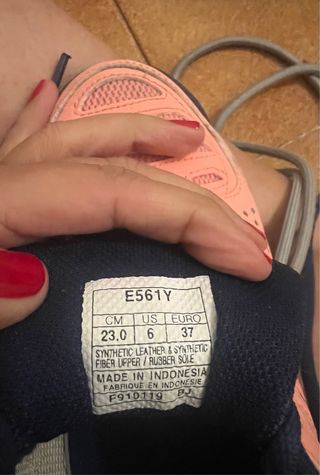 E561Y
CM US EURO
23.0 6 37
SYNTHETIC LEATHER & SYNTHETIC
FIBER UPPER / RUBBER SOLE
MADE IN INDONESIA
FABRIQUE EN INDONESIE
F910119 BJ